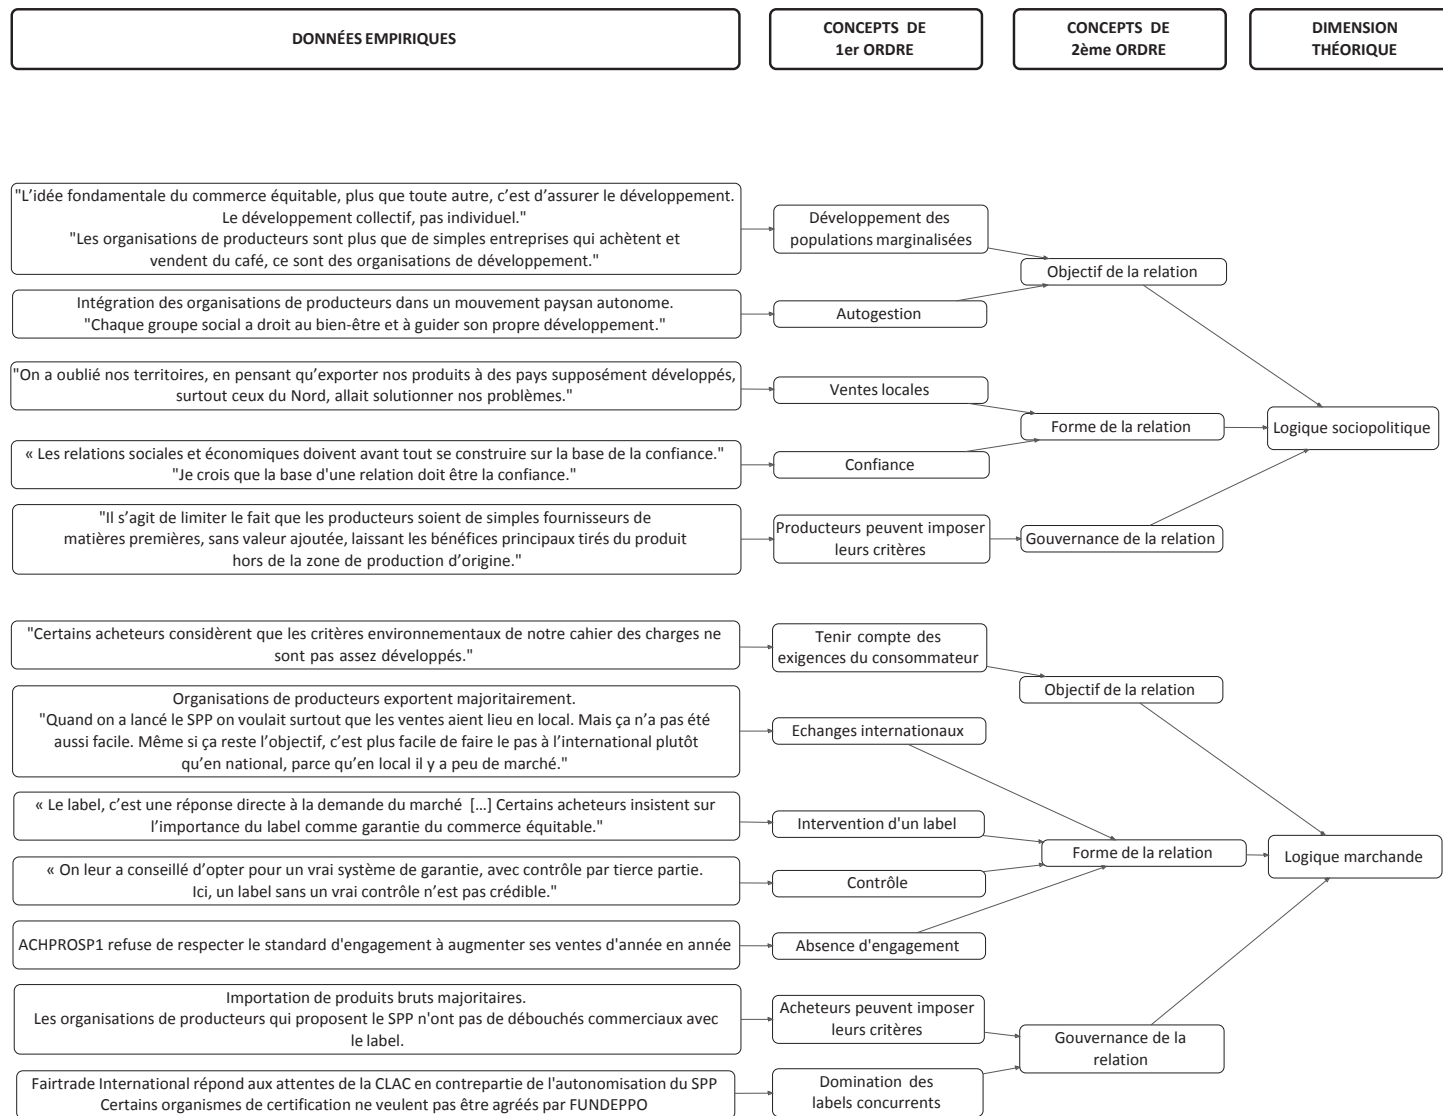 DONNÉES EMPIRIQUES
CONCEPTS DE
1er ORDRE
CONCEPTS DE
2ème ORDRE
DIMENSION
THÉORIQUE
"L’idée fondamentale du commerce équitable, plus que toute autre, c’est d’assurer le développement.
Le développement collectif, pas individuel."
"Les organisations de producteurs sont plus que de simples entreprises qui achètent et
vendent du café, ce sont des organisations de développement."
Développement des
populations marginalisées
Objectif de la relation
Intégration des organisations de producteurs dans un mouvement paysan autonome.
"Chaque groupe social a droit au bien-être et à guider son propre développement."
Autogestion
"On a oublié nos territoires, en pensant qu’exporter nos produits à des pays supposément développés,
surtout ceux du Nord, allait solutionner nos problèmes."
Ventes locales
Forme de la relation
Logique sociopolitique
« Les relations sociales et économiques doivent avant tout se construire sur la base de la confiance."
"Je crois que la base d'une relation doit être la confiance."
Confiance
"Il s’agit de limiter le fait que les producteurs soient de simples fournisseurs de
matières premières, sans valeur ajoutée, laissant les bénéfices principaux tirés du produit
hors de la zone de production d’origine."
Producteurs peuvent imposer
leurs critères
Gouvernance de la relation
"Certains acheteurs considèrent que les critères environnementaux de notre cahier des charges ne
sont pas assez développés."
Tenir compte des
exigences du consommateur
Objectif de la relation
Organisations de producteurs exportent majoritairement.
"Quand on a lancé le SPP on voulait surtout que les ventes aient lieu en local. Mais ça n’a pas été
aussi facile. Même si ça reste l’objectif, c’est plus facile de faire le pas à l’international plutôt
qu’en national, parce qu’en local il y a peu de marché."
Echanges internationaux
« Le label, c’est une réponse directe à la demande du marché […] Certains acheteurs insistent sur
l’importance du label comme garantie du commerce équitable."
Intervention d'un label
Forme de la relation
Logique marchande
« On leur a conseillé d’opter pour un vrai système de garantie, avec contrôle par tierce partie.
Ici, un label sans un vrai contrôle n’est pas crédible."
Contrôle
ACHPROSP1 refuse de respecter le standard d'engagement à augmenter ses ventes d'année en année
Absence d'engagement
Importation de produits bruts majoritaires.
Les organisations de producteurs qui proposent le SPP n'ont pas de débouchés commerciaux avec
le label.
Acheteurs peuvent imposer
leurs critères
Gouvernance de la
relation
Fairtrade International répond aux attentes de la CLAC en contrepartie de l'autonomisation du SPP
Certains organismes de certification ne veulent pas être agréés par FUNDEPPO
Domination des
labels concurrents